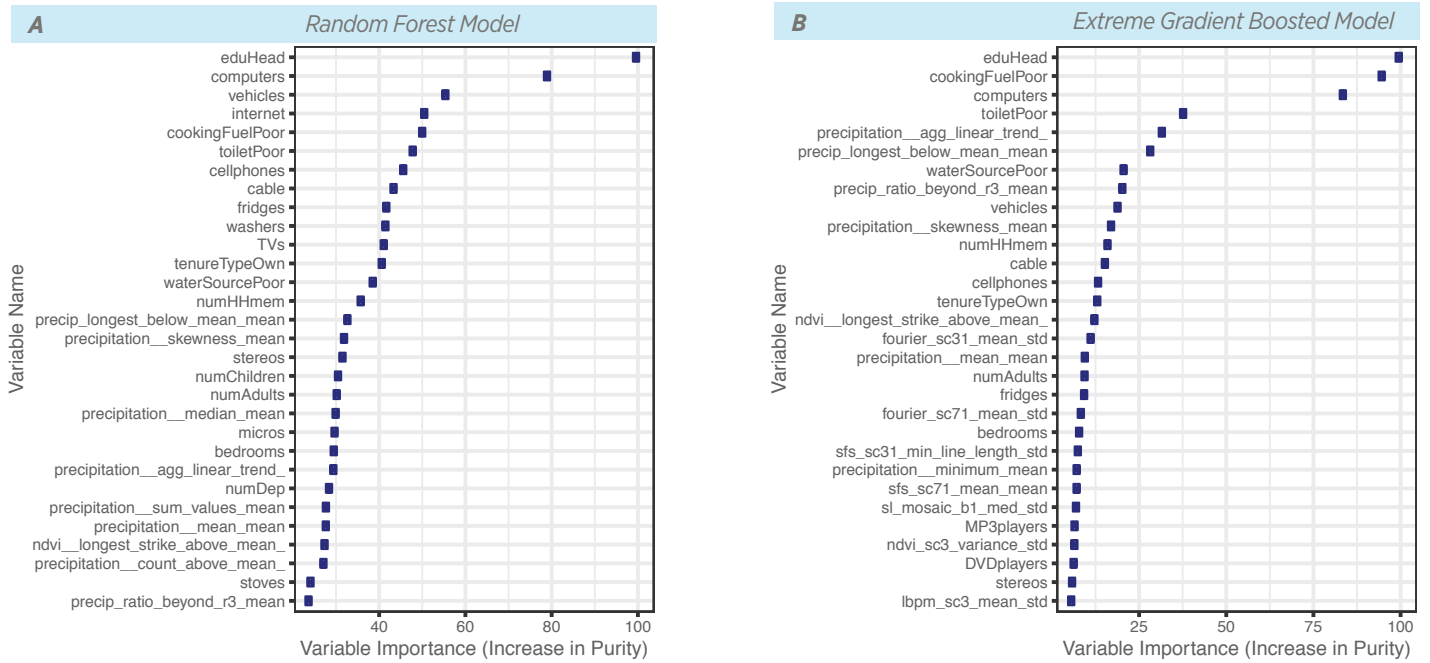 A Random Forest Model
Variable Name
eduHead
computers
vehicles
internet
cookingFuelPoor
toiletPoor
cellphones
cable
fridges
washers
TVs
tenureTypeOwn
waterSourcePoor
numHHmem
precip_longest_below_mean_mean
precipitation__skewness_mean
stereos
numChildren
numAdults
precipitation__median_mean
micros
bedrooms
precipitation__agg_linear_trend_
numDep
precipitation__sum_values_mean
precipitation__mean_mean
ndvi__longest_strike_above_mean_
precipitation__count_above_mean_
stoves
precip_ratio_beyond_r3_mean
40 60 80 100
Variable Importance (Increase in Purity)
B Extreme Gradient Boosted Model
Variable Name
eduHead
cookingFuelPoor
computers
toiletPoor
precipitation__agg_linear_trend_
precip_longest_below_mean_mean
waterSourcePoor
precip_ratio_beyond_r3_mean
vehicles
precipitation__skewness_mean
numHHmem
cable
cellphones
tenureTypeOwn
ndvi__longest_strike_above_mean_
fourier_sc31_mean_std
precipitation__mean_mean
numAdults
fridges
fourier_sc71_mean_std
bedrooms
sfs_sc31_min_line_length_std
precipitation__minimum_mean
sfs_sc71_mean_mean
sl_mosaic_b1_med_std
MP3players
ndvi_sc3_variance_std
DVDplayers
stereos
lbpm_sc3_mean_std
25 50 75 100
Variable Importance (Increase in Purity)